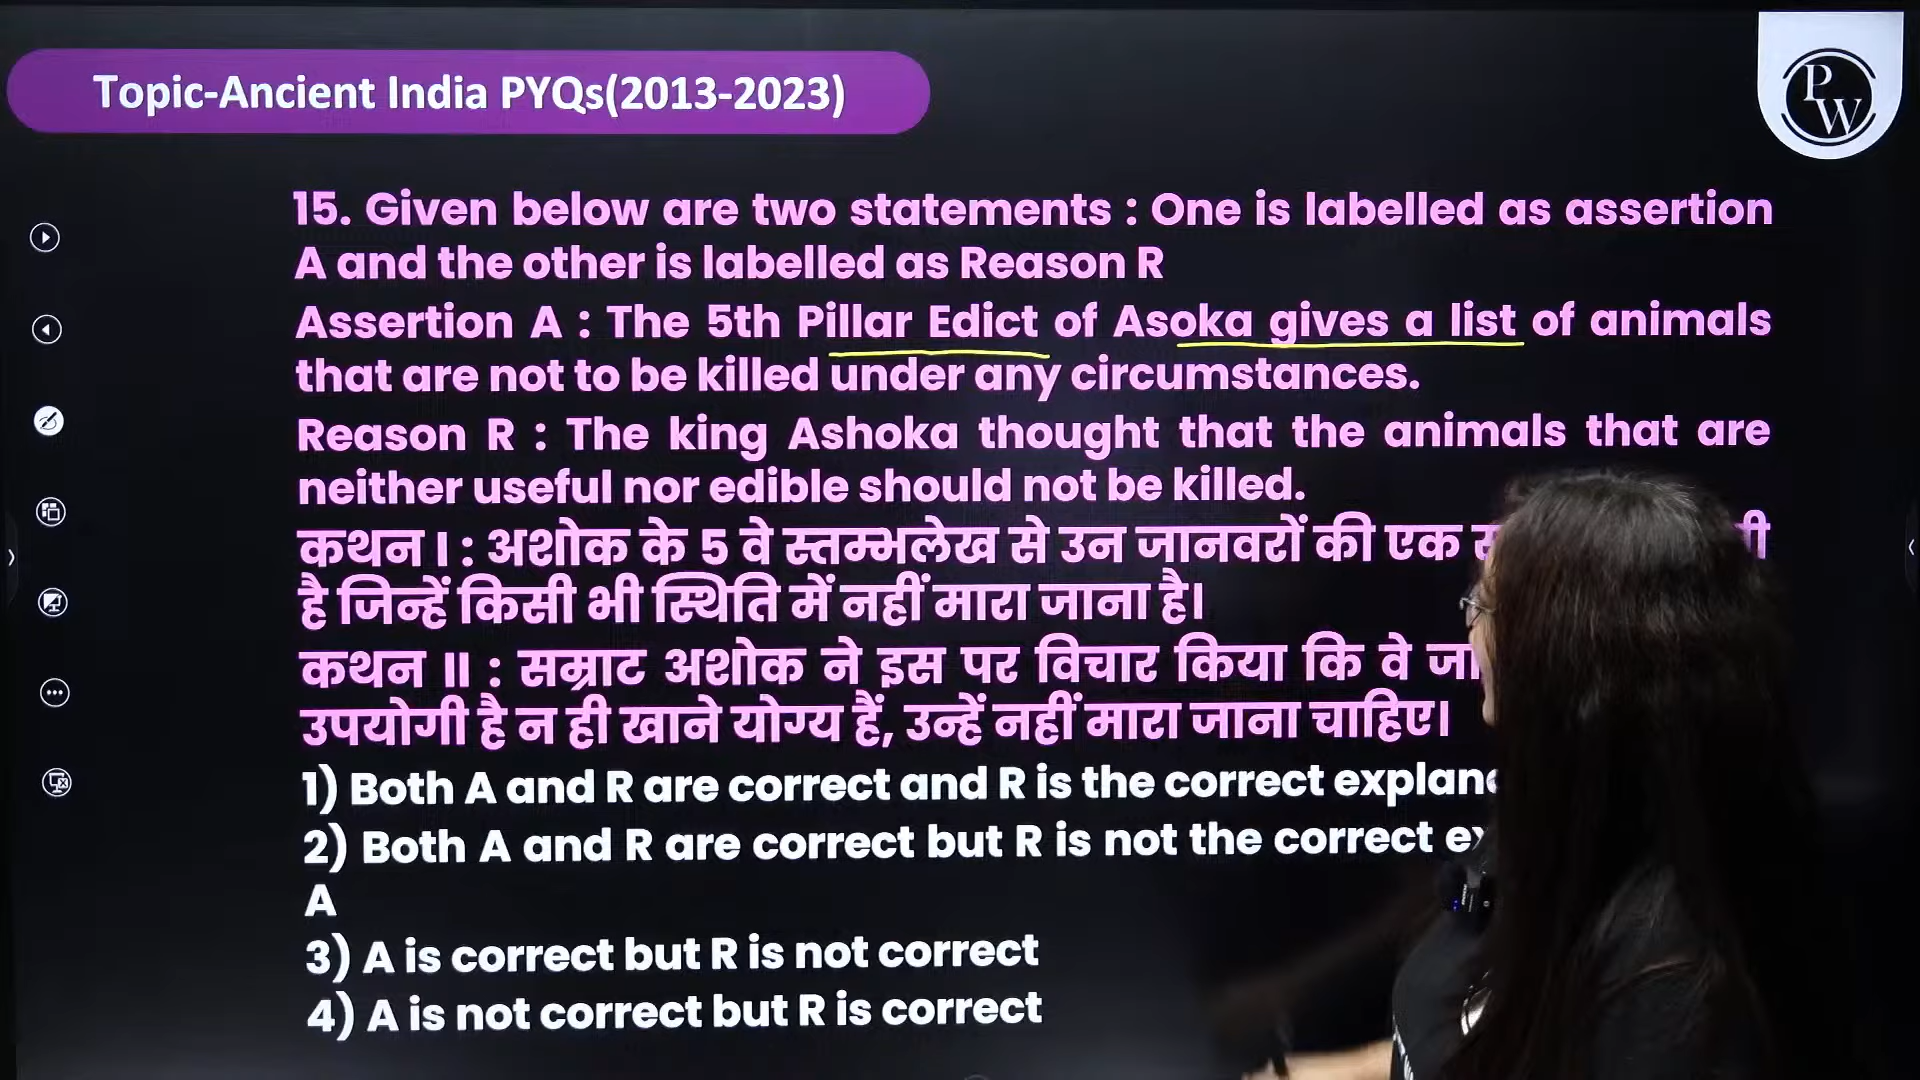 Topic-Ancient India PYQs(2013-2023)
PW
15. Given below are two statements : One is labelled as assertion
A and the other is labelled as Reason R
Assertion A : The 5th Pillar Edict of Asoka gives a list of animals
that are not to be killed under any circumstances.
Reason R : The king Ashoka thought that the animals that are
neither useful nor edible should not be killed.
कथन I : अशोक के 5 वे स्तम्भलेख से उन जानवरों की एक
है जिन्हें किसी भी स्थिति में नहीं मारा जाना है।
कथन II : सम्राट अशोक ने इस पर विचार किया कि वे
उपयोगी है न ही खाने योग्य हैं, उन्हें नहीं मारा जाना चाहिए।
1) Both A and R are correct and R is the correct
2) Both A and R are correct but R is not the correct
A
3) A is correct but R is not correct
4) A is not correct but R is correct